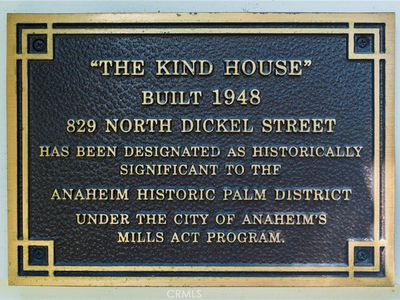 "THE KIND HOUSE"
BUILT 1948
829 NORTH DICKEL STREET
HAS BEEN DESIGNATED AS HISTORICALLY
SIGNIFICANT TO THE
ANAHEIM HISTORIC PALM DISTRICT
UNDER THE CITY OF ANAHEIM'S
MILLS ACT PROGRAM.
CRMLS